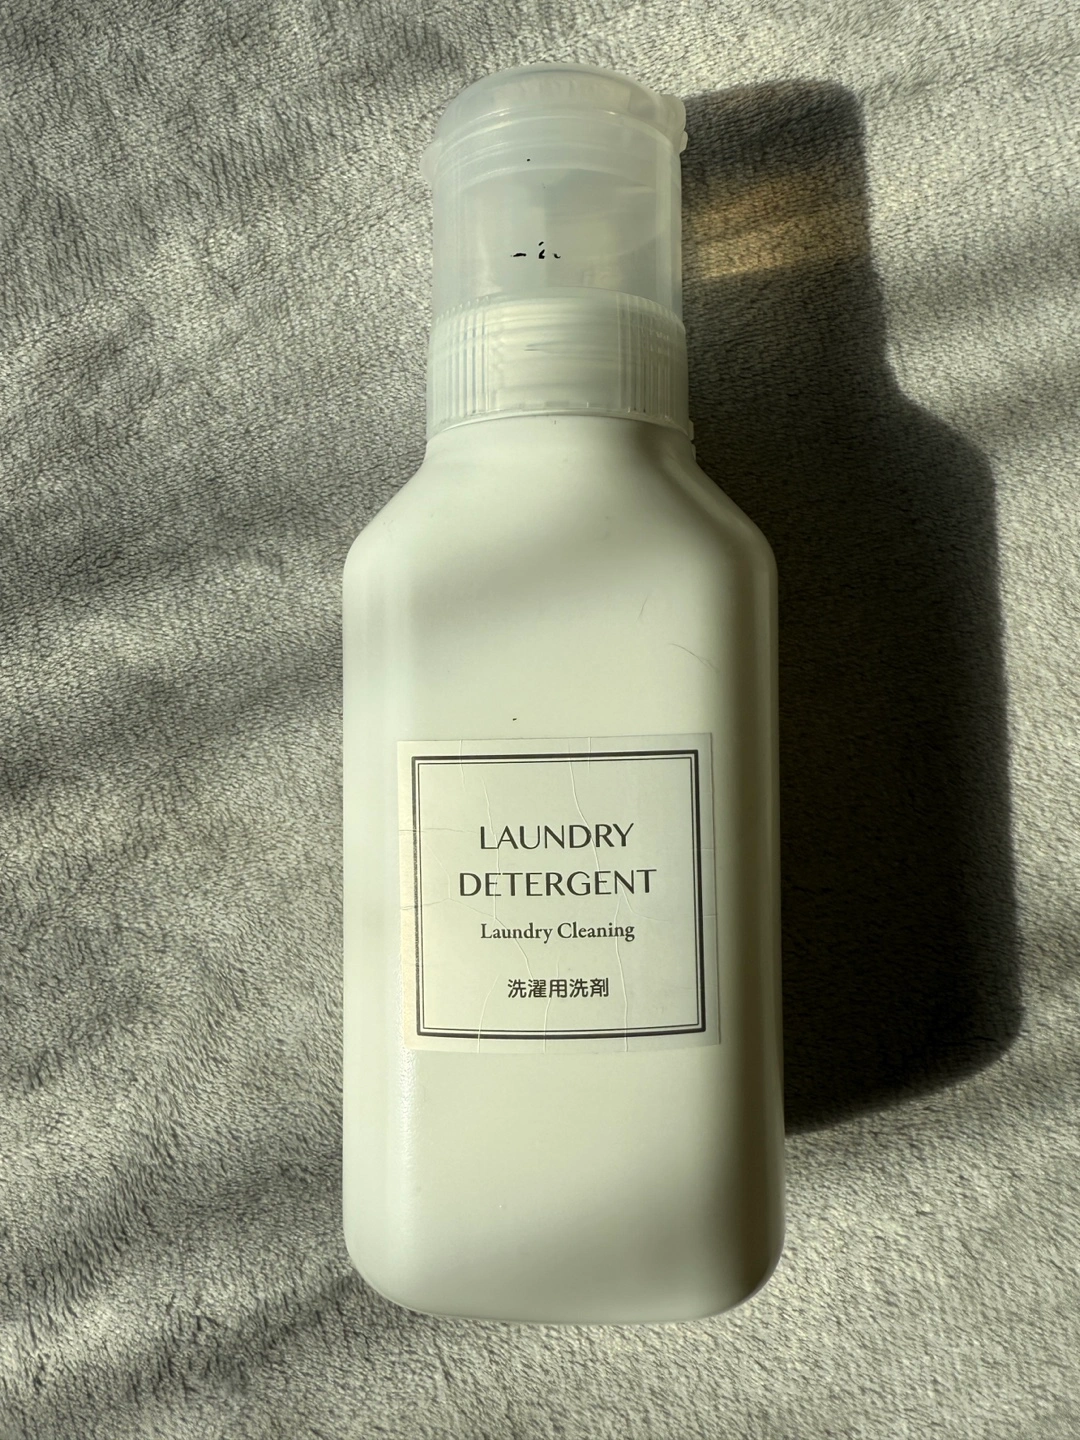 LAUNDRY
DETERGENT
Laundry Cleaning
洗濯用洗剤